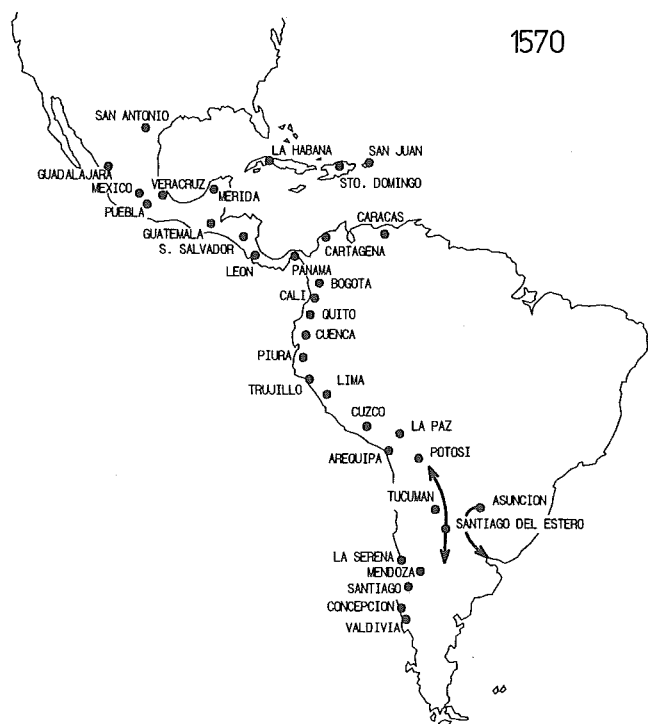 1570
SAN ANTONIO
LA HABANA
SAN JUAN
GUADALAJARA
MEXICO
VERACRUZ
MERIDA
STO. DOMINGO
PUEBLA
CARACAS
GUATEMALA
S. SALVADOR
CARTAGENA
LEON
PANAMA
BOGOTA
CALI
QUITO
CUENCA
PIURA
TRUJILLO
LIMA
CUZCO
LA PAZ
AREQUIPA
POTOSI
TUCUMAN
ASUNCION
SANTIAGO DEL ESTERO
LA SERENA
MENDOZA
SANTIAGO
CONCEPCION
VALDIVIA